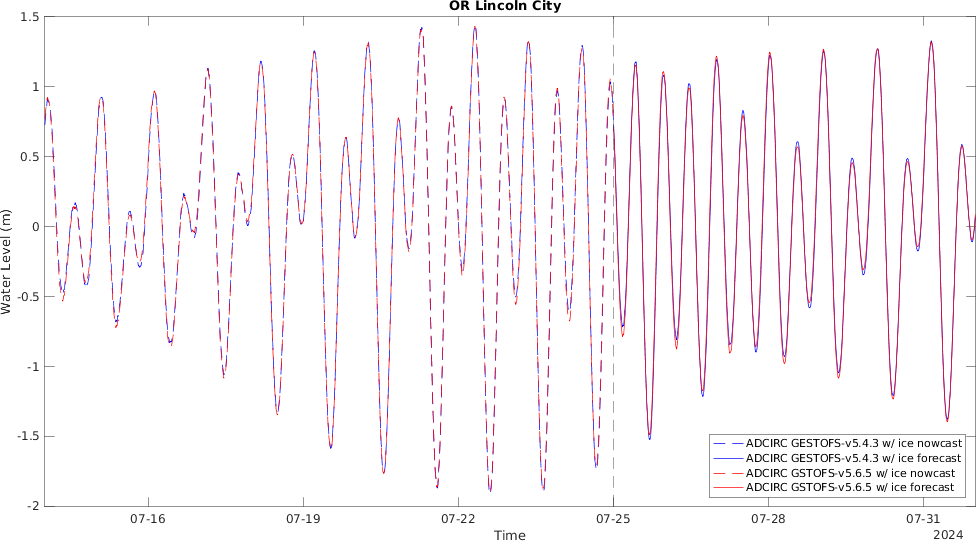 OR Lincoln City
1.5
1
0.5
0
-0.5
-1
-1.5
-2
Water Level (m)
07-16
07-19
07-22
07-25
07-28
07-31
Time
2024
ADCIRC GESTOFS-v5.4.3 w/ ice nowcast
ADCIRC GESTOFS-v5.4.3 w/ ice forecast
ADCIRC GSTOFS-v5.6.5 w/ ice nowcast
ADCIRC GSTOFS-v5.6.5 w/ ice forecast